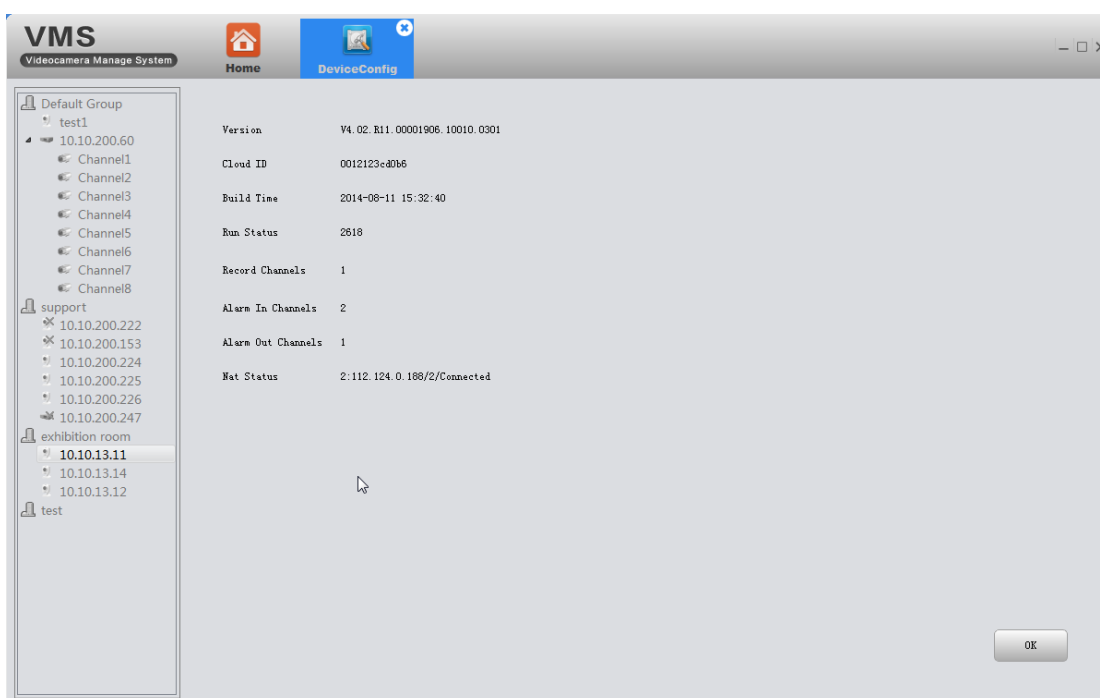 VMS
Videocamera Manage System
Home
DeviceConfig
Default Group
test1
10.10.200.60
Channel1
Channel2
Channel3
Channel4
Channel5
Channel6
Channel7
Channel8
support
10.10.200.222
10.10.200.153
10.10.200.224
10.10.200.225
10.10.200.226
10.10.200.247
exhibition room
10.10.13.11
10.10.13.14
10.10.13.12
test
Version V4.02.R11.00001906.10010.0301
Cloud ID 0012123cd0b6
Build Time 2014-08-11 15:32:40
Run Status 2618
Record Channels 1
Alarm In Channels 2
Alarm Out Channels 1
Nat Status 2:112.124.0.188/2/Connected
OK